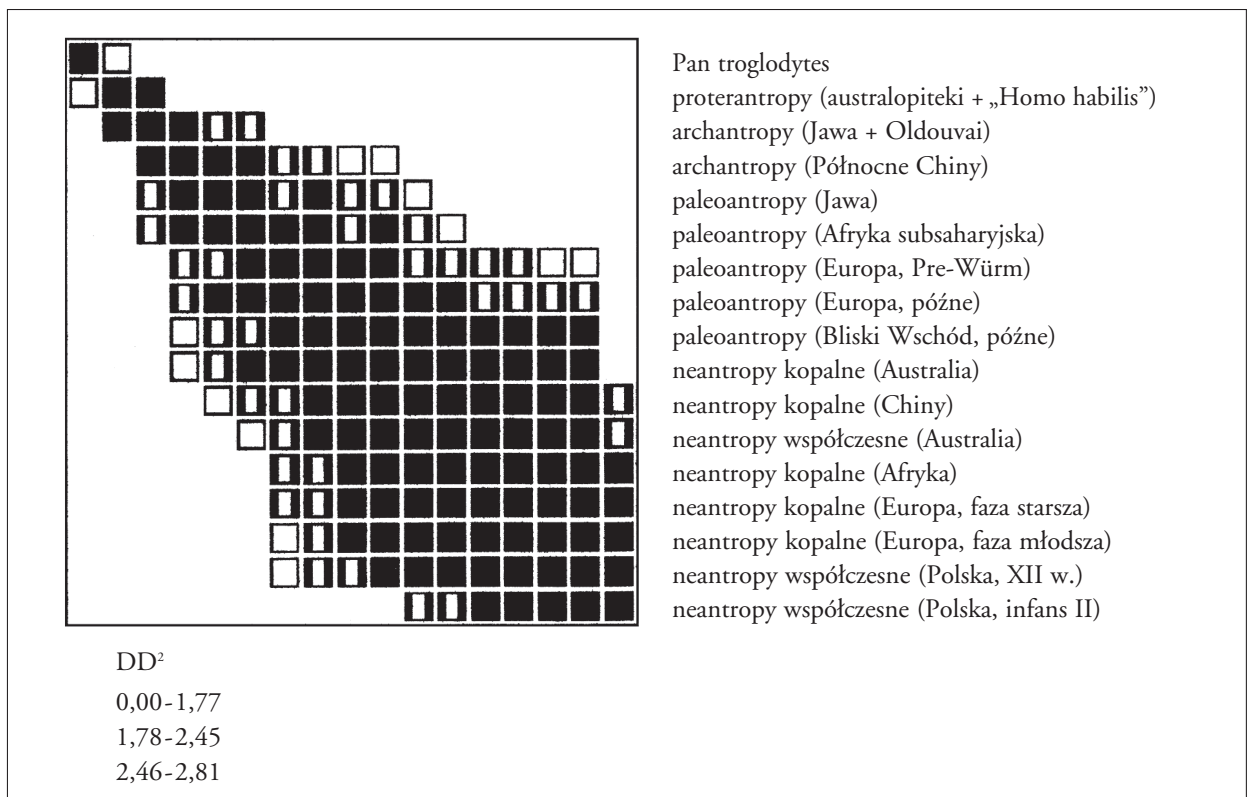 Pan troglodytes
proterantropy (australopiteki + „Homo habilis”)
archantropy (Jawa + Oldouvai)
archantropy (Północne Chiny)
paleoantropy (Jawa)
paleoantropy (Afryka subsaharyjska)
paleoantropy (Europa, Pre-Würm)
paleoantropy (Europa, późne)
paleoantropy (Bliski Wschód, późne)
neantropy kopalne (Australia)
neantropy kopalne (Chiny)
neantropy współczesne (Australia)
neantropy kopalne (Afryka)
neantropy kopalne (Europa, faza starsza)
neantropy kopalne (Europa, faza młodsza)
neantropy współczesne (Polska, XII w.)
neantropy współczesne (Polska, infans II)
DD²
0,00-1,77
1,78-2,45
2,46-2,81